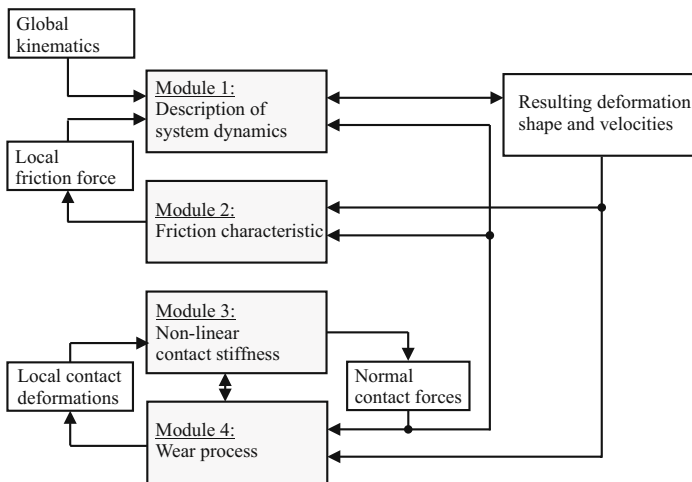 Global
kinematics
Module 1:
Description of
system dynamics
Resulting deformation
shape and velocities
Local
friction force
Module 2:
Friction characteristic
Module 3:
Non-linear
contact stiffness
Local contact
deformations
Normal
contact forces
Module 4:
Wear process